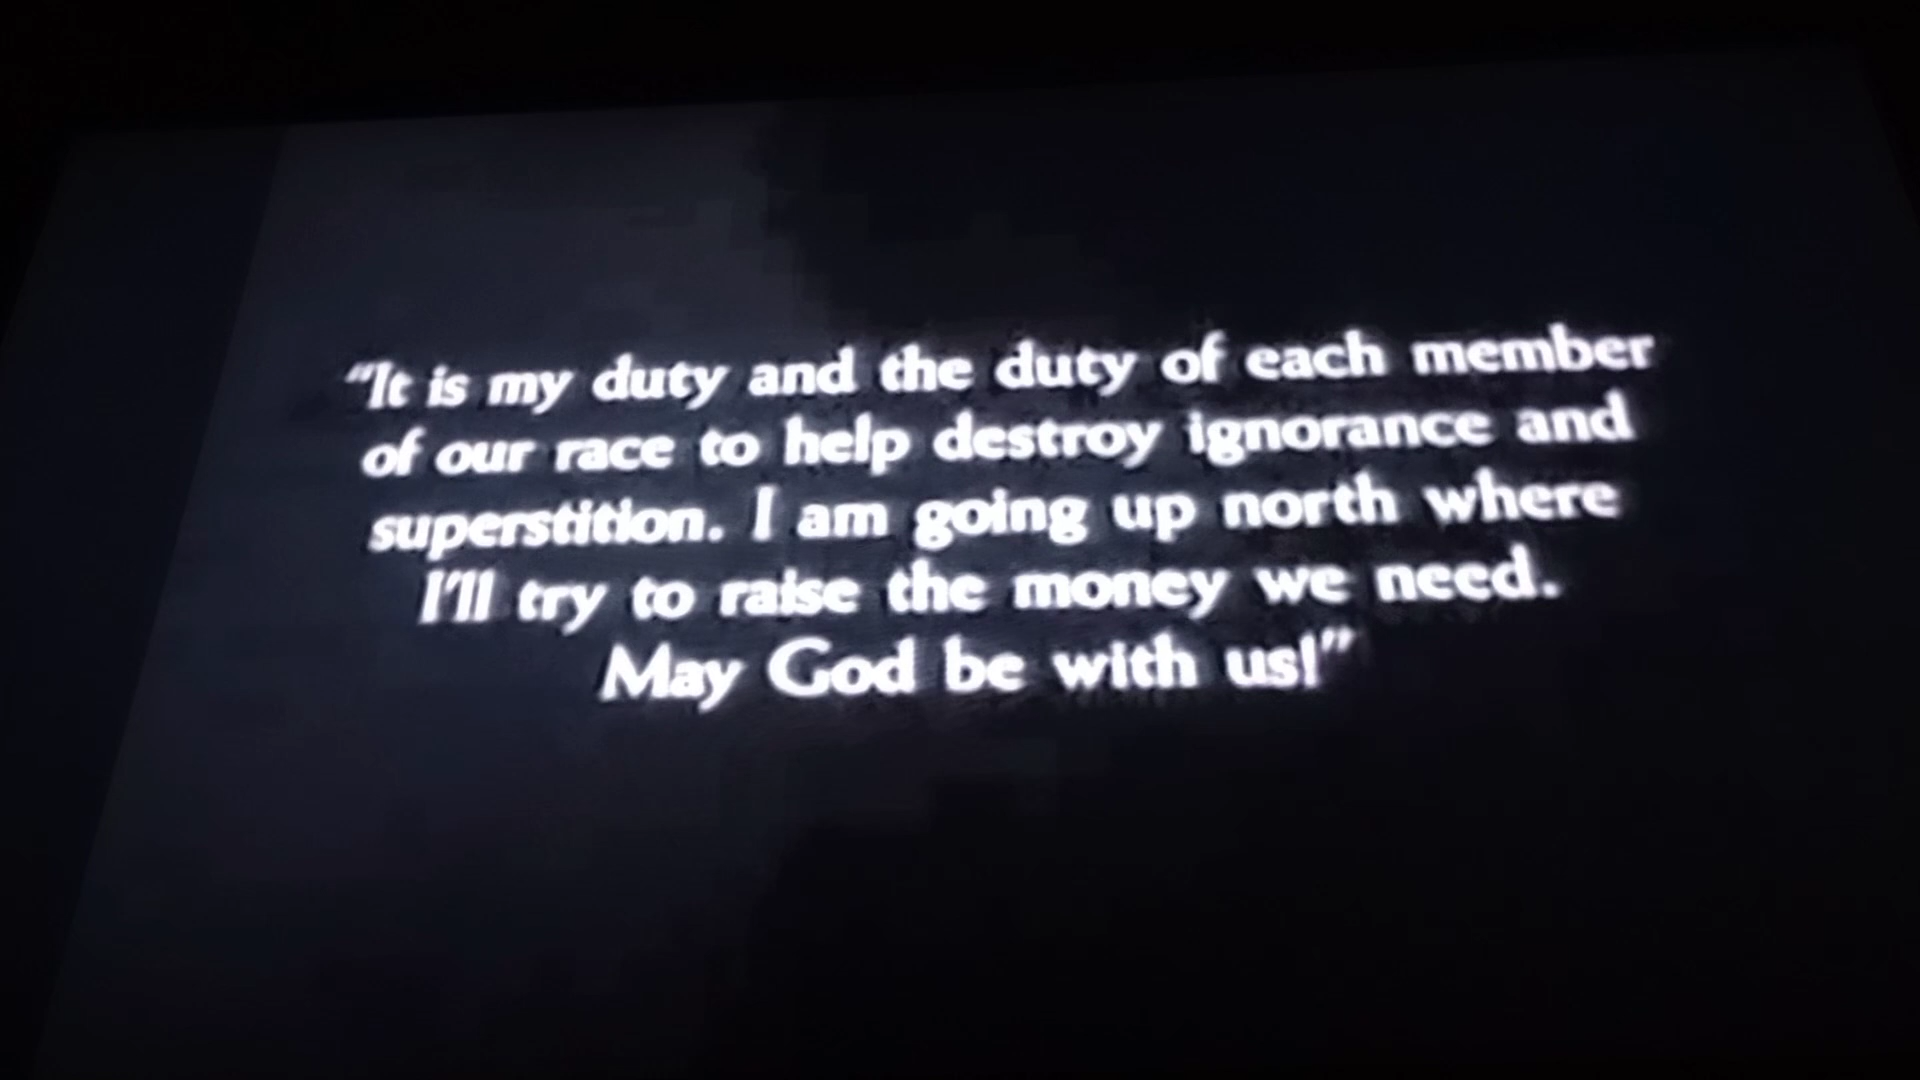 "It is my duty and the duty of each member
of our race to help destroy ignorance and
superstition. I am going up north where
I'll try to raise the money we need.
May God be with us!"